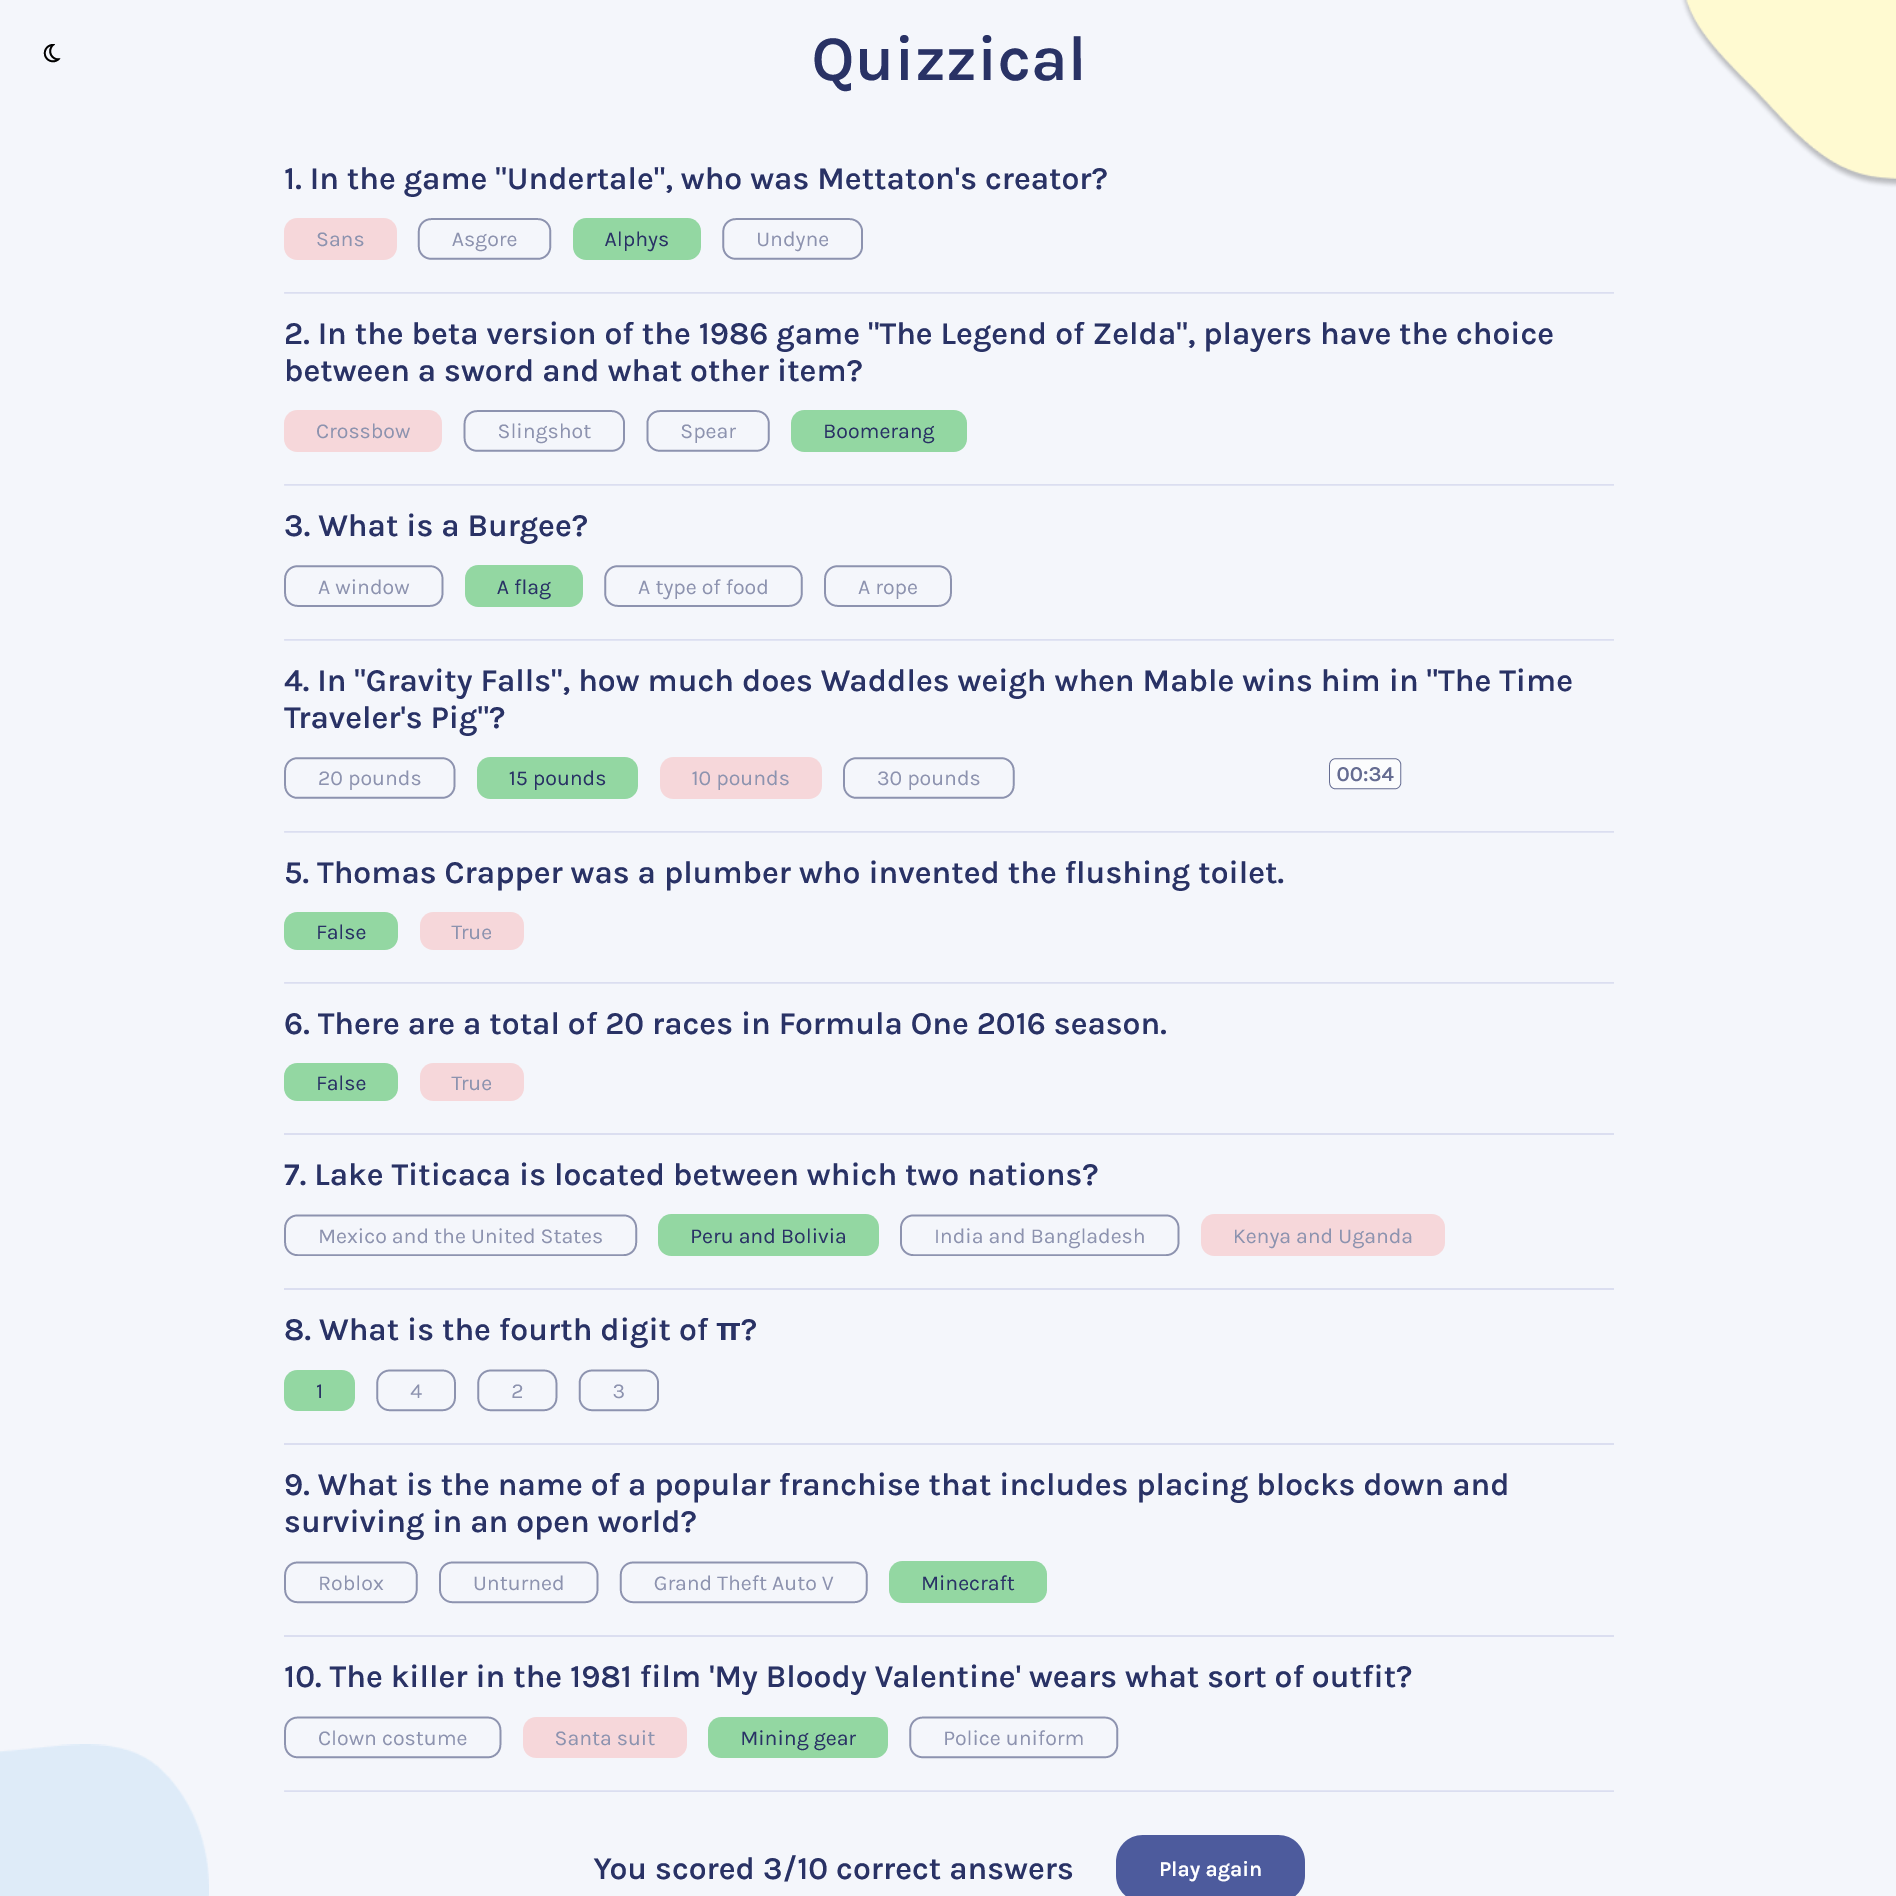 Quizzical
1. In the game "Undertale", who was Mettaton's creator?
Sans Asgore Alphys Undyne
2. In the beta version of the 1986 game "The Legend of Zelda", players have the choice
between a sword and what other item?
Crossbow Slingshot Spear Boomerang
3. What is a Burgee?
A window A flag A type of food A rope
4. In "Gravity Falls", how much does Waddles weigh when Mable wins him in "The Time
Traveler's Pig"?
20 pounds 15 pounds 10 pounds 30 pounds 00:34
5. Thomas Crapper was a plumber who invented the flushing toilet.
False True
6. There are a total of 20 races in Formula One 2016 season.
False True
7. Lake Titicaca is located between which two nations?
Mexico and the United States Peru and Bolivia India and Bangladesh Kenya and Uganda
8. What is the fourth digit of π?
1 4 2 3
9. What is the name of a popular franchise that includes placing blocks down and
surviving in an open world?
Roblox Unturned Grand Theft Auto V Minecraft
10. The killer in the 1981 film 'My Bloody Valentine' wears what sort of outfit?
Clown costume Santa suit Mining gear Police uniform
You scored 3/10 correct answers Play again